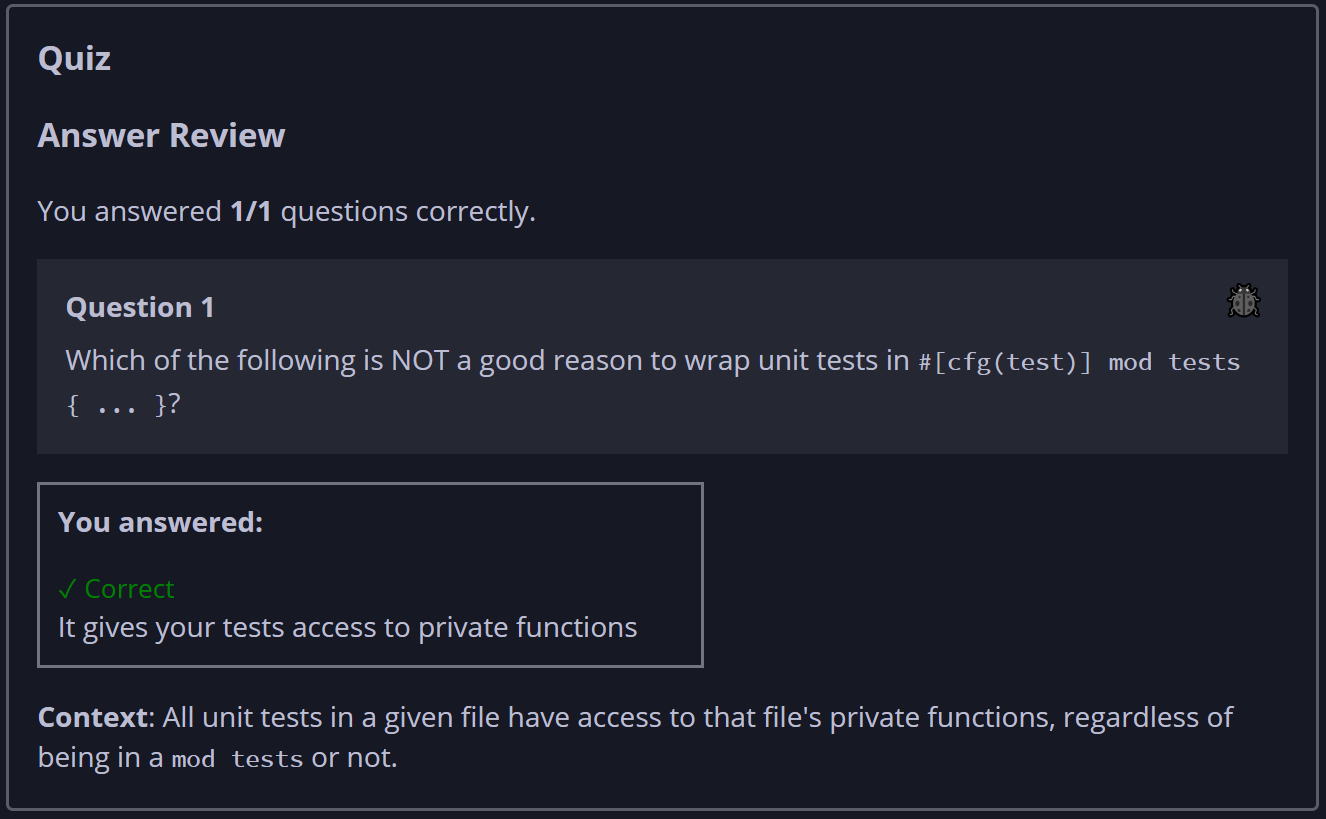 Quiz
Answer Review
You answered 1/1 questions correctly.
Question 1
Which of the following is NOT a good reason to wrap unit tests in #[cfg(test)] mod tests
{ ... }?
You answered:
✓ Correct
It gives your tests access to private functions
Context: All unit tests in a given file have access to that file's private functions, regardless of
being in a mod tests or not.